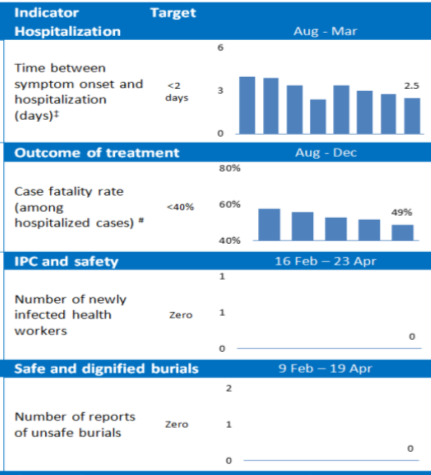 Indicator Target
Hospitalization Aug - Mar
6
Time between
symptom onset and
hospitalization
(days)‡
<2
days
3
2.5
0
Outcome of treatment Aug - Dec
80%
Case fatality rate
(among
hospitalized cases) #
<40%
60%
49%
40%
IPC and safety 16 Feb – 23 Apr
1
Number of newly
infected health
workers
Zero
1
0
0
Safe and dignified burials 9 Feb – 19 Apr
2
Number of reports
of unsafe burials
Zero
1
0
0